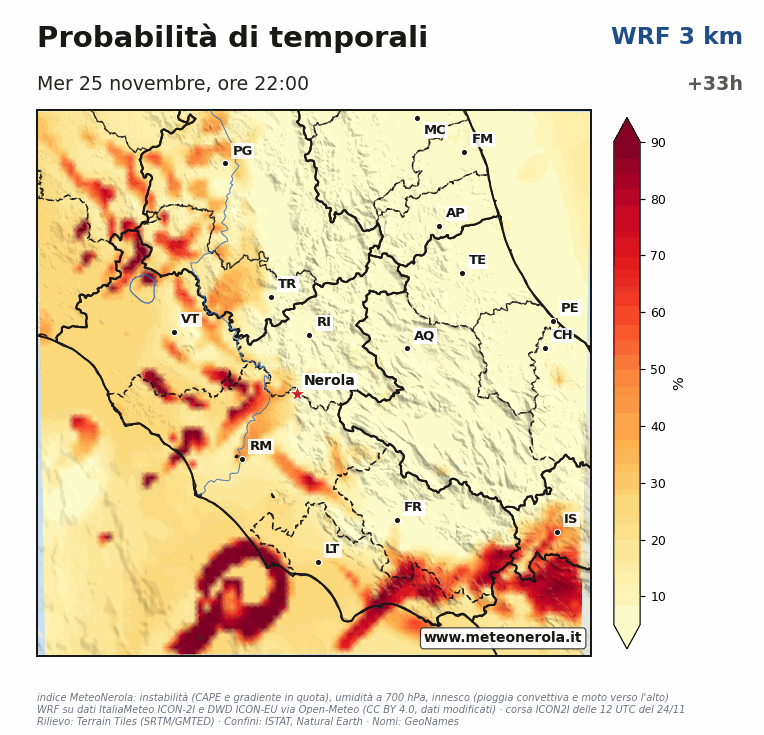 Probabilità di temporali
WRF 3 km
Mer 25 novembre, ore 22:00
+33h
MC
FM
PG
AP
TE
TR
PE
VT
RI
AQ
CH
Nerola
RM
FR
IS
LT
www.meteonerola.it
90
80
70
60
50
40
30
20
10
%
indice MeteoNerola: instabilità (CAPE e gradiente in quota), umidità a 700 hPa, innesco (pioggia convettiva e moto verso l'alto)
WRF su dati ItaliaMeteo ICON-2I e DWD ICON-EU via Open-Meteo (CC BY 4.0, dati modificati) · corsa ICON2I delle 12 UTC del 24/11
Rilievo: Terrain Tiles (SRTM/GMTED) · Confini: ISTAT, Natural Earth · Nomi: GeoNames